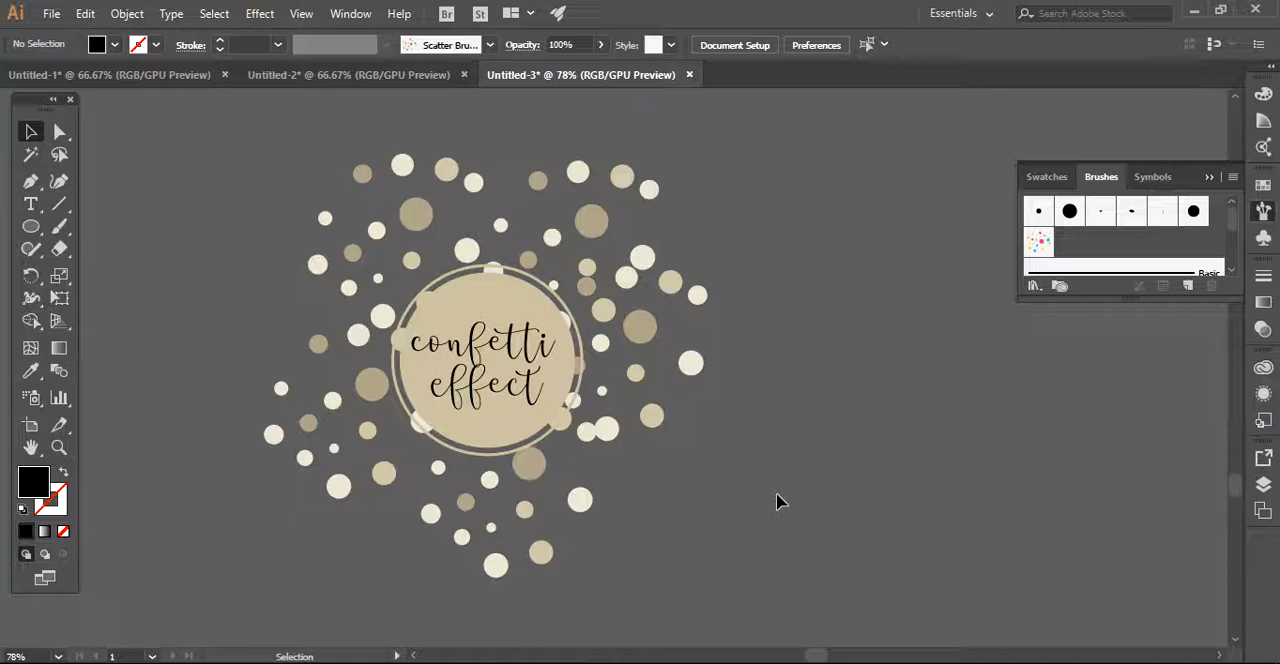 Ai File Edit Object Type Select Effect View Window Help Br St Essentials Search Adobe Stock
No Selection Stroke: Scatter Bru... Opacity: 100% Style: Document Setup Preferences
Untitled-1* @ 66.67% (RGB/GPU Preview) Untitled-2* @ 66.67% (RGB/GPU Preview) Untitled-3* @ 78% (RGB/GPU Preview)
Swatches Brushes Symbols
Basic
confetti
effect
78% 1 Selection